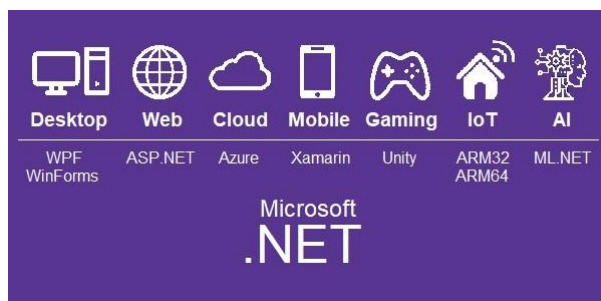 Desktop Web Cloud Mobile Gaming IoT AI
WPF ASP.NET Azure Xamarin Unity ARM32 ML.NET
WinForms ARM64
Microsoft
.NET